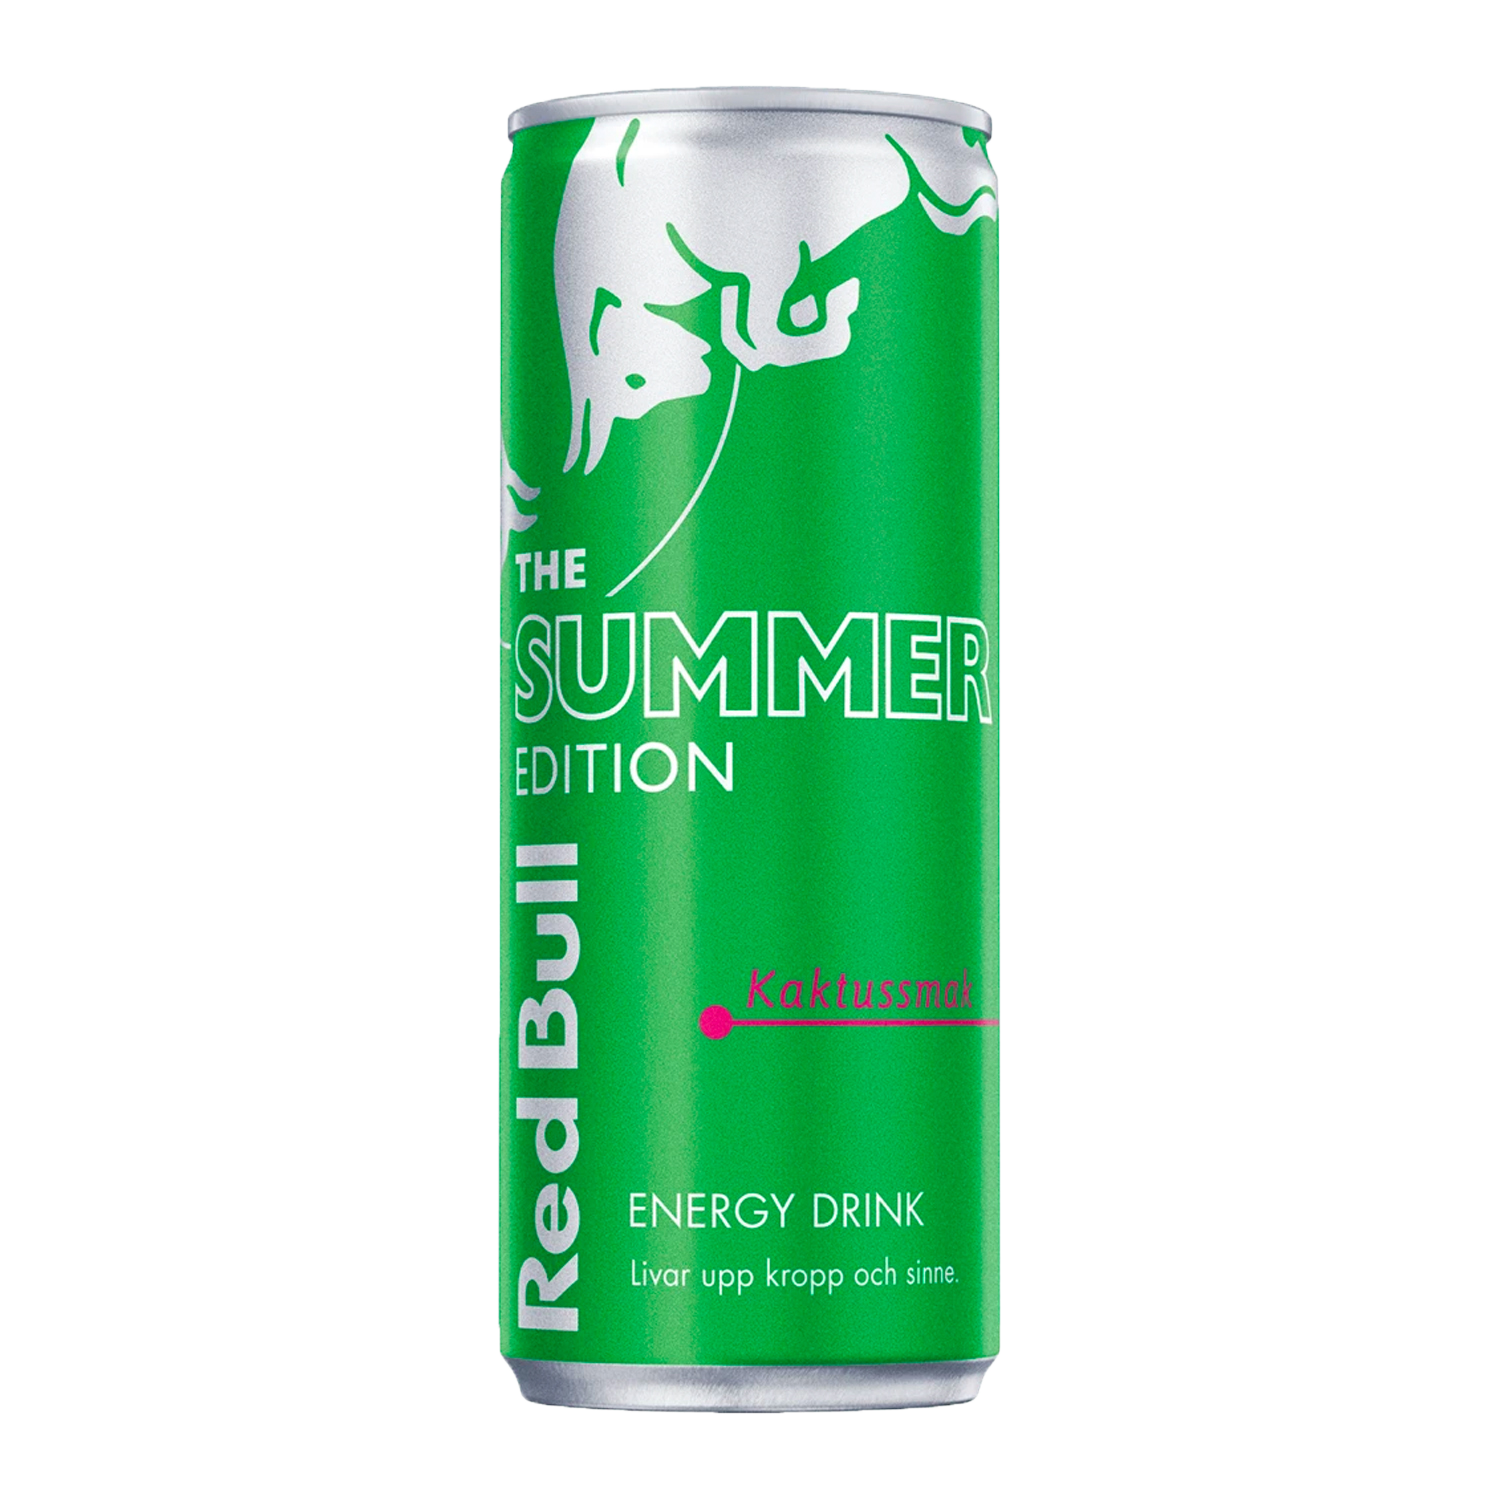 THE
SUMMER
EDITION
Red Bull
Kaktussmak
ENERGY DRINK
Livar upp kropp och sinne.